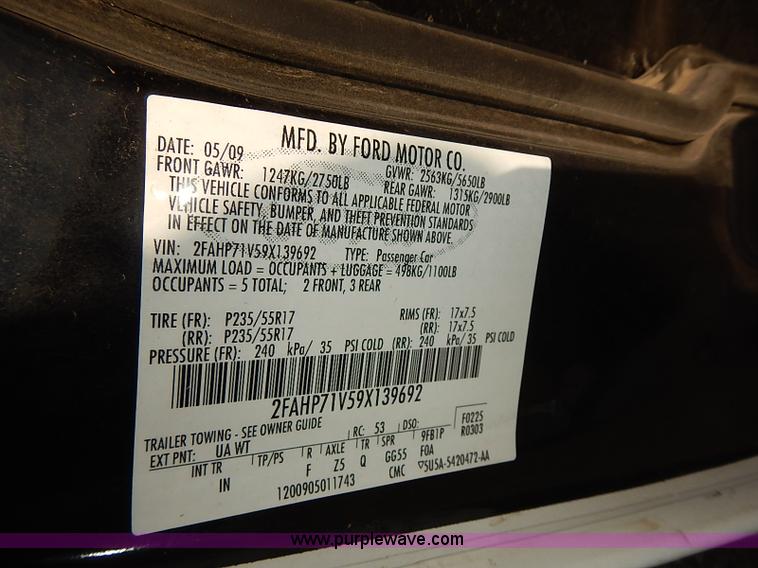 MFD. BY FORD MOTOR CO.
DATE: 05/09 GVWR: 2563KG/5650LB
FRONT GAWR: 1247KG/2750LB REAR GAWR: 1315KG/2900LB
THIS VEHICLE CONFORMS TO ALL APPLICABLE FEDERAL MOTOR
VEHICLE SAFETY, BUMPER, AND THEFT PREVENTION STANDARDS
IN EFFECT ON THE DATE OF MANUFACTURE SHOWN ABOVE.
VIN: 2FAHP71V59X139692 TYPE: Passenger Car
MAXIMUM LOAD = OCCUPANTS + LUGGAGE = 498KG/1100LB
OCCUPANTS = 5 TOTAL; 2 FRONT, 3 REAR
TIRE (FR): P235/55R17 RIMS (FR): 17x7.5
(RR): P235/55R17 (RR): 17x7.5
PRESSURE (FR): 240 kPa/ 35 PSI COLD (RR): 240 kPa/ 35 PSI COLD
2FAHP71V59X139692
TRAILER TOWING - SEE OWNER GUIDE RC: 53 DSO: F0225
EXT PNT: UA WT 9FB1P R0303
INT TR TP/PS R AXLE TR SPR F0A
IN F Z5 Q GG55
1200905011743 CMC 5U5A-5420472-AA
www.purplewave.com